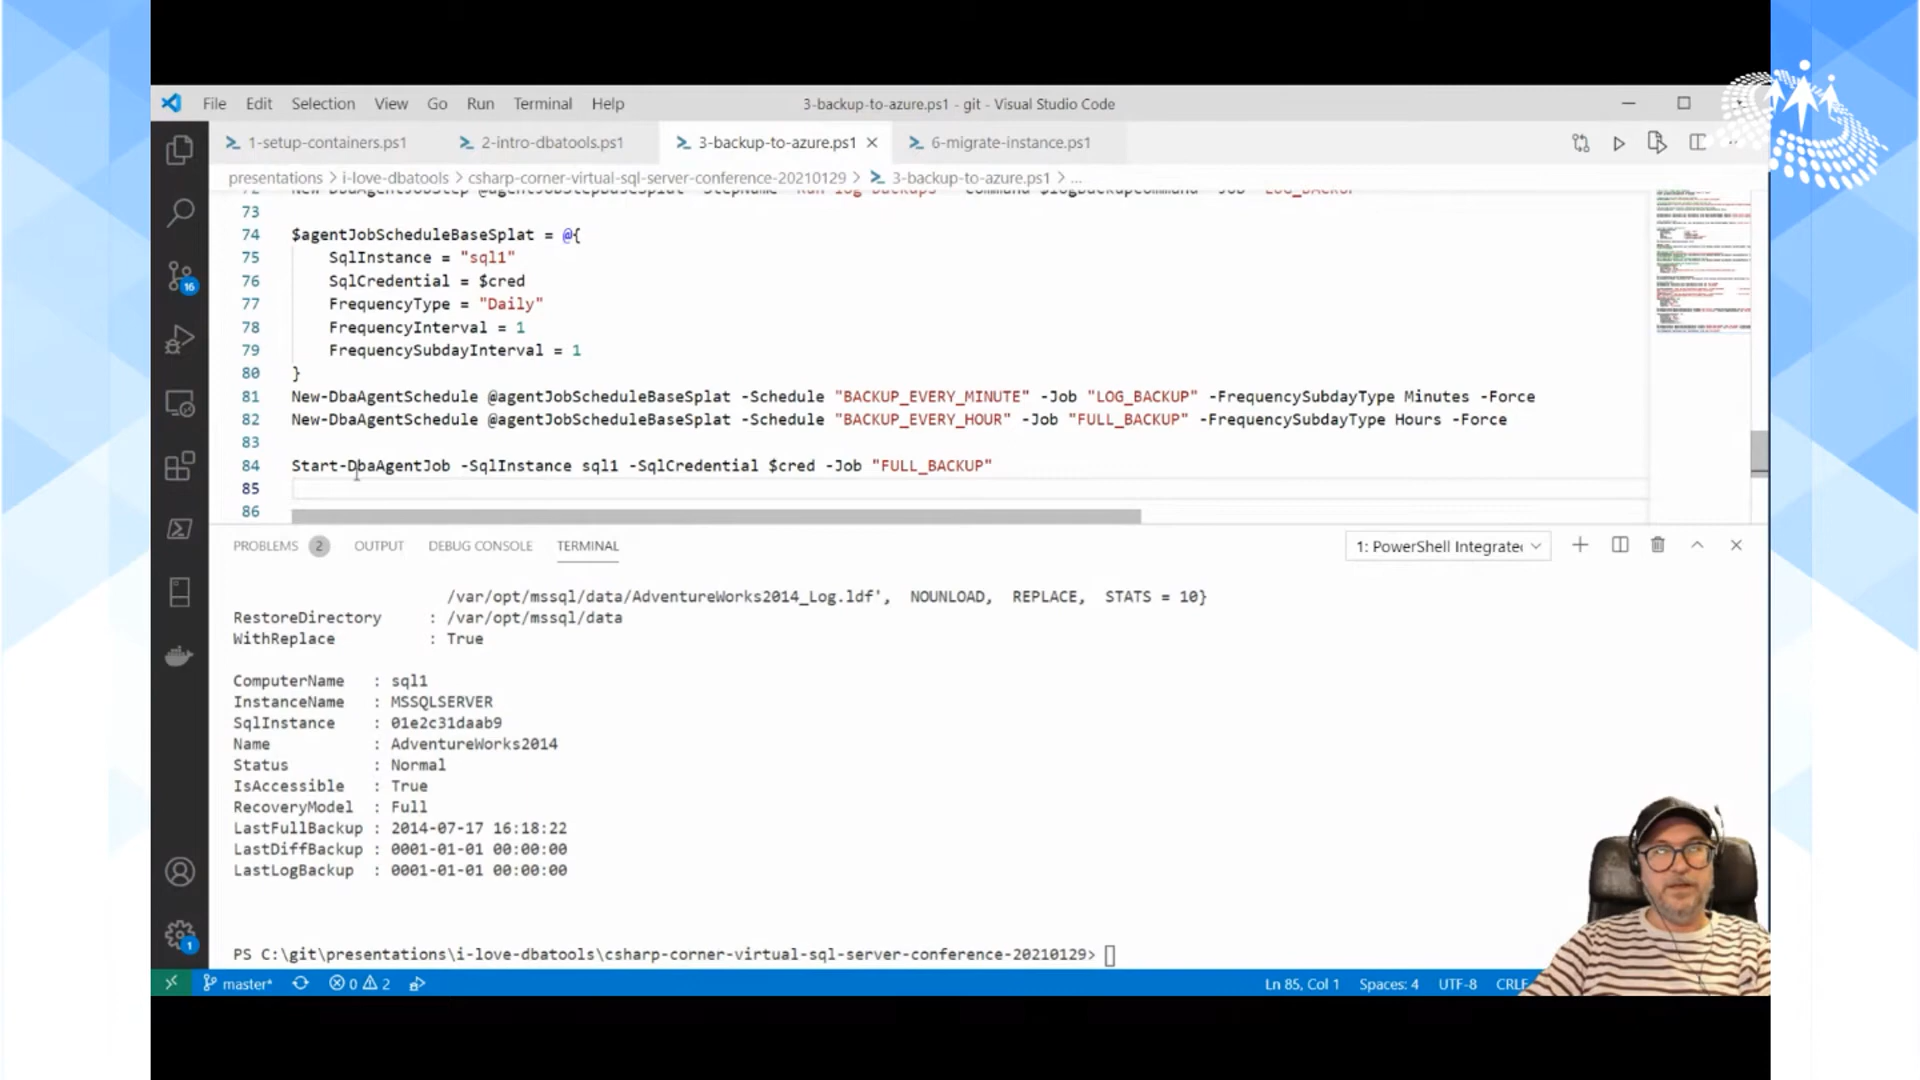 File Edit Selection View Go Run Terminal Help 3-backup-to-azure.ps1 - git - Visual Studio Code
1-setup-containers.ps1 2-intro-dbatools.ps1 3-backup-to-azure.ps1 6-migrate-instance.ps1
presentations > i-love-dbatools > csharp-corner-virtual-sql-server-conference-20210129 > 3-backup-to-azure.ps1 > ...
73
74 $agentJobScheduleBaseSplat = @{
75 SqlInstance = "sql1"
76 SqlCredential = $cred
77 FrequencyType = "Daily"
78 FrequencyInterval = 1
79 FrequencySubdayInterval = 1
80 }
81 New-DbaAgentSchedule @agentJobScheduleBaseSplat -Schedule "BACKUP_EVERY_MINUTE" -Job "LOG_BACKUP" -FrequencySubdayType Minutes -Force
82 New-DbaAgentSchedule @agentJobScheduleBaseSplat -Schedule "BACKUP_EVERY_HOUR" -Job "FULL_BACKUP" -FrequencySubdayType Hours -Force
83
84 Start-DbaAgentJob -SqlInstance sql1 -SqlCredential $cred -Job "FULL_BACKUP"
85
86
16
PROBLEMS 2 OUTPUT DEBUG CONSOLE TERMINAL 1: PowerShell Integrate
/var/opt/mssql/data/AdventureWorks2014_Log.ldf', NOUNLOAD, REPLACE, STATS = 10}
RestoreDirectory : /var/opt/mssql/data
WithReplace : True
ComputerName : sql1
InstanceName : MSSQLSERVER
SqlInstance : 01e2c31daab9
Name : AdventureWorks2014
Status : Normal
IsAccessible : True
RecoveryModel : Full
LastFullBackup : 2014-07-17 16:18:22
LastDiffBackup : 0001-01-01 00:00:00
LastLogBackup : 0001-01-01 00:00:00
PS C:\git\presentations\i-love-dbatools\csharp-corner-virtual-sql-server-conference-20210129>
1
master* 0 2 Ln 85, Col 1 Spaces: 4 UTF-8 CRLF